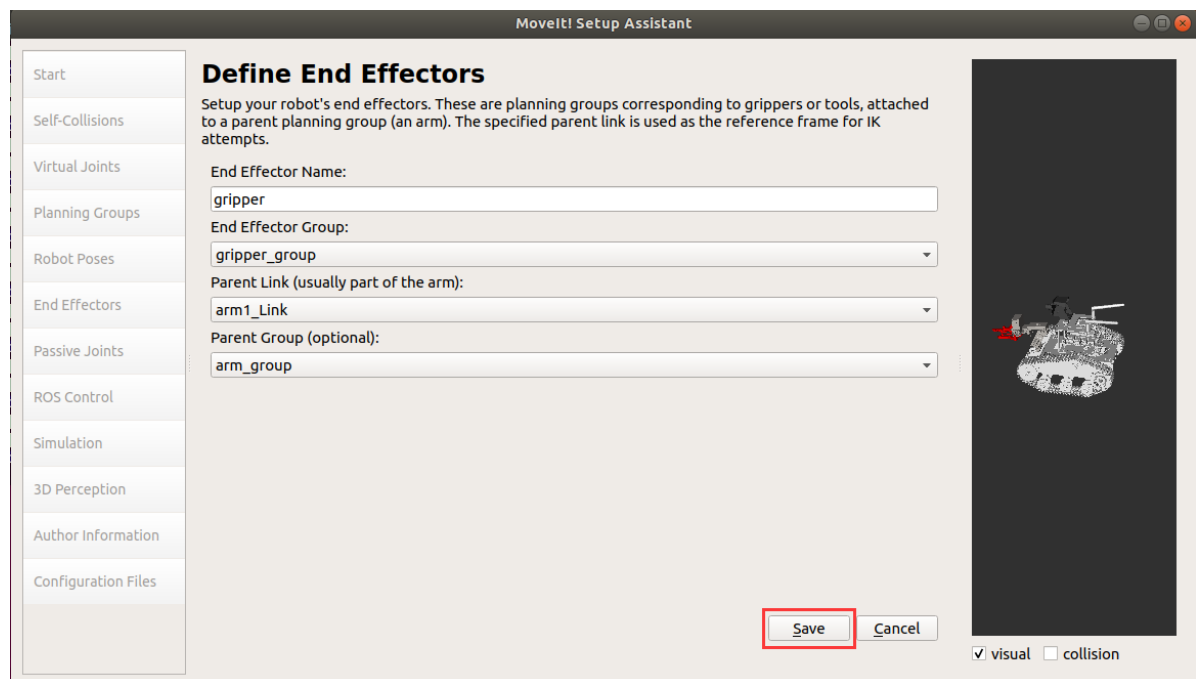 MoveIt! Setup Assistant
Start
Self-Collisions
Virtual Joints
Planning Groups
Robot Poses
End Effectors
Passive Joints
ROS Control
Simulation
3D Perception
Author Information
Configuration Files
Define End Effectors
Setup your robot's end effectors. These are planning groups corresponding to grippers or tools, attached
to a parent planning group (an arm). The specified parent link is used as the reference frame for IK
attempts.
End Effector Name:
gripper
End Effector Group:
gripper_group
Parent Link (usually part of the arm):
arm1_Link
Parent Group (optional):
arm_group
Save
Cancel
visual
collision